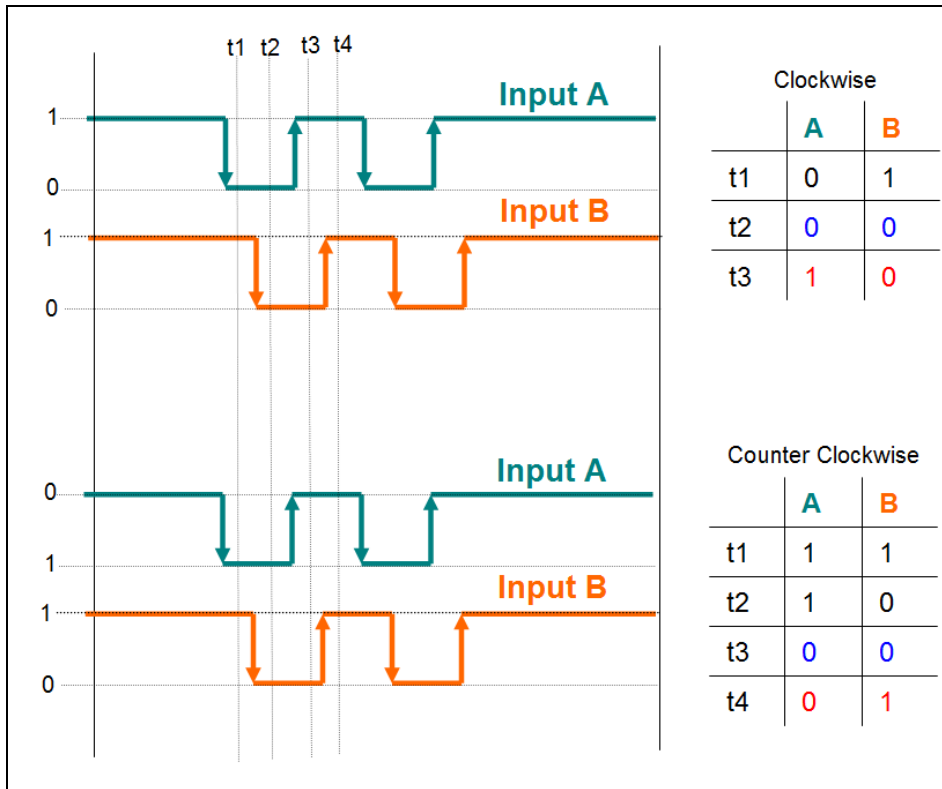 t1 t2 t3 t4
Input A
1
0
Input B
1
0
Clockwise
A B
t1 0 1
t2 0 0
t3 1 0
Input A
0
1
Input B
1
0
Counter Clockwise
A B
t1 1 1
t2 1 0
t3 0 0
t4 0 1